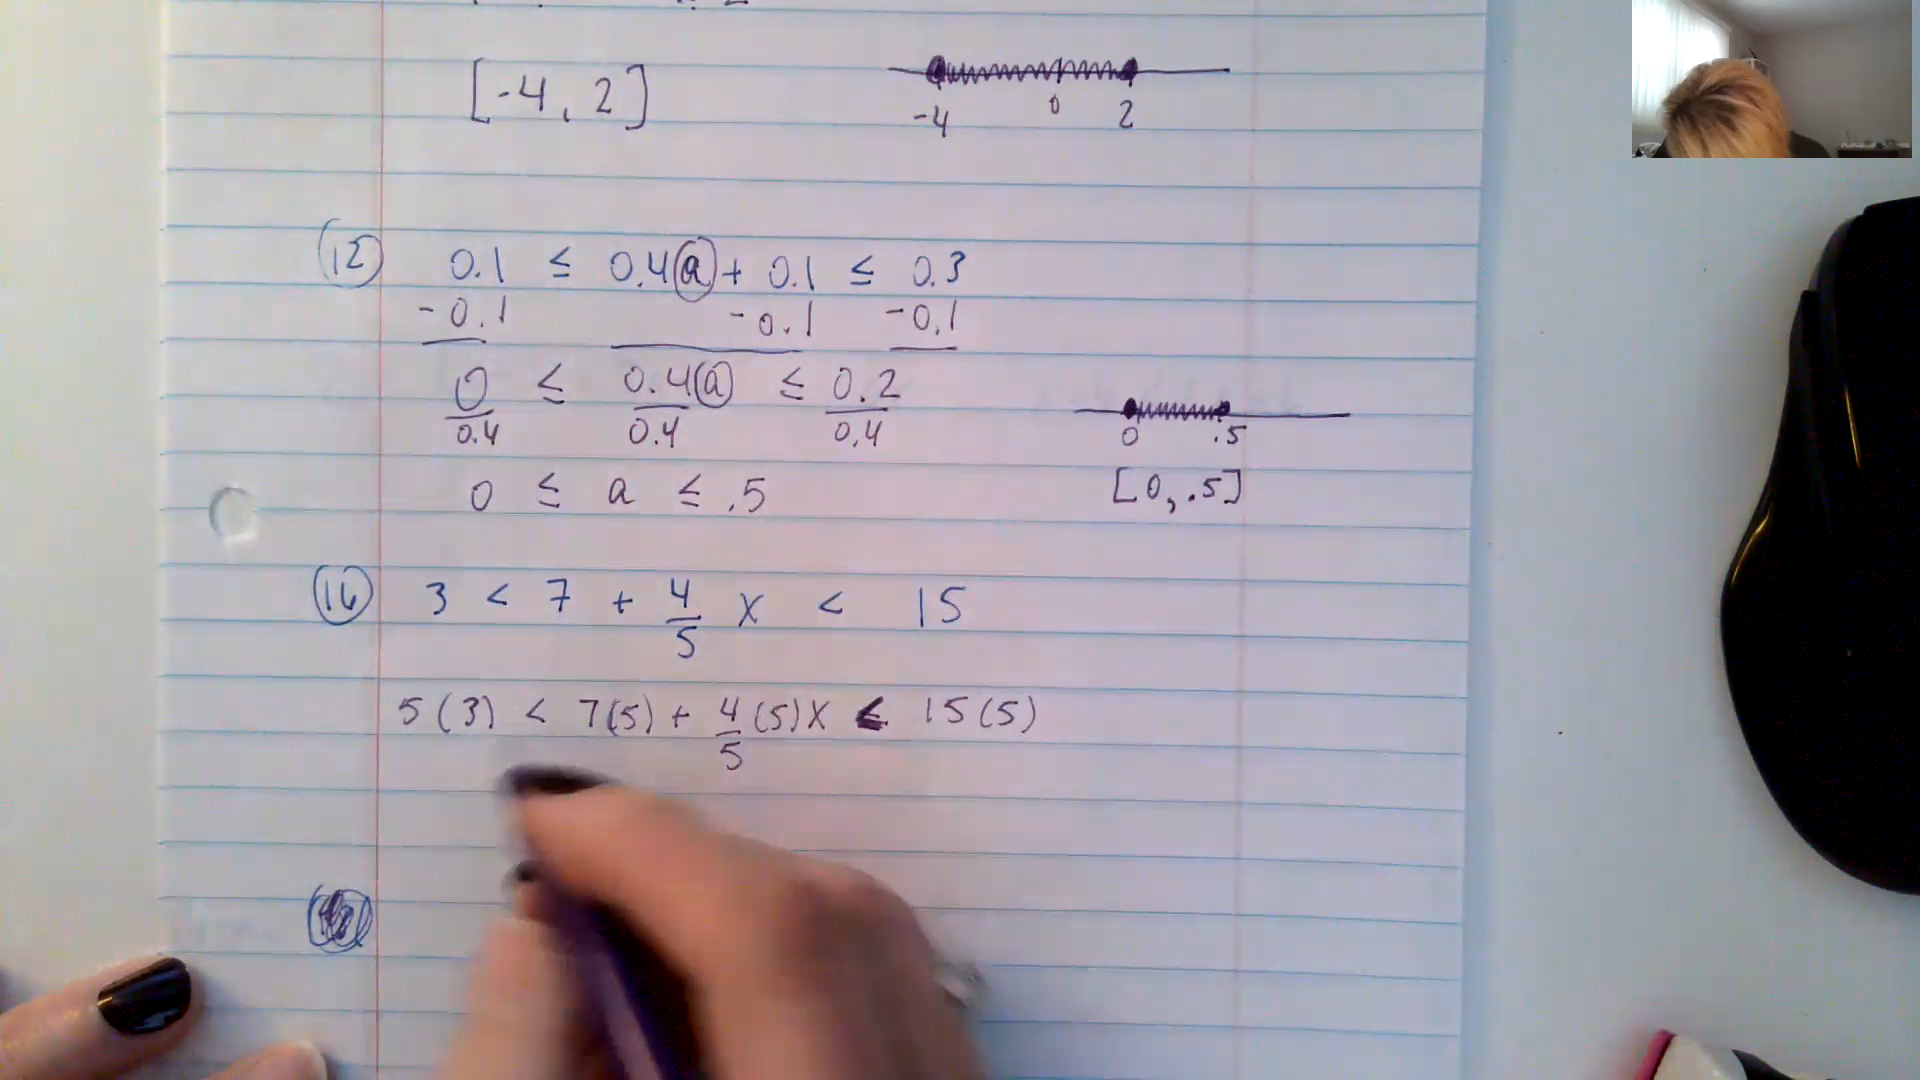 [-4, 2]
-4 0 2
(12) 0.1 ≤ 0.4a + 0.1 ≤ 0.3
-0.1 -0.1 -0.1
0 ≤ 0.4a ≤ 0.2
0.4 0.4 0.4
0 .5
0 ≤ a ≤ .5
[0, .5]
(16) 3 < 7 + 4/5 x < 15
5(3) < 7(5) + 4/5 (5)x < 15(5)